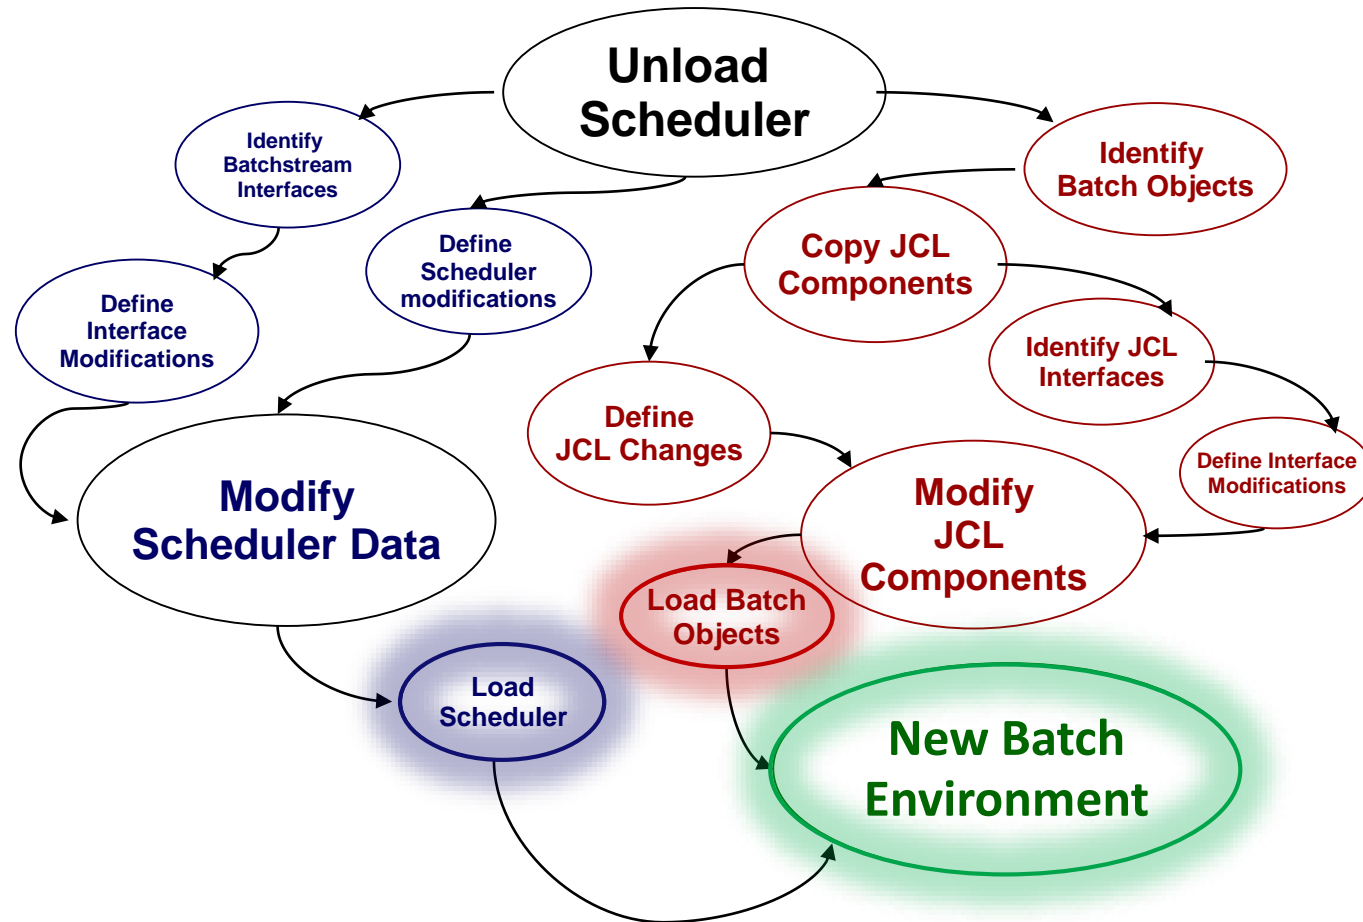 Unload
Scheduler
Identify
Batchstream
Interfaces
Identify
Batch Objects
Define
Scheduler
modifications
Copy JCL
Components
Define
Interface
Modifications
Identify JCL
Interfaces
Define
JCL Changes
Define Interface
Modifications
Modify
Scheduler Data
Modify
JCL
Components
Load Batch
Objects
Load
Scheduler
New Batch
Environment